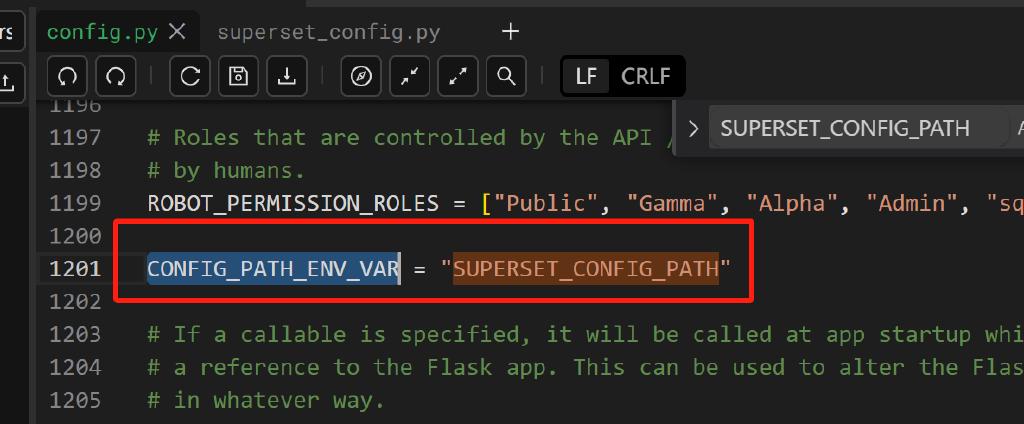 rs
config.py
superset_config.py
LF CRLF
SUPERSET_CONFIG_PATH
1196
1197 # Roles that are controlled by the API /
1198 # by humans.
1199 ROBOT_PERMISSION_ROLES = ["Public", "Gamma", "Alpha", "Admin", "sq
1200
1201 CONFIG_PATH_ENV_VAR = "SUPERSET_CONFIG_PATH"
1202
1203 # If a callable is specified, it will be called at app startup whi
1204 # a reference to the Flask app. This can be used to alter the Flas
1205 # in whatever way.